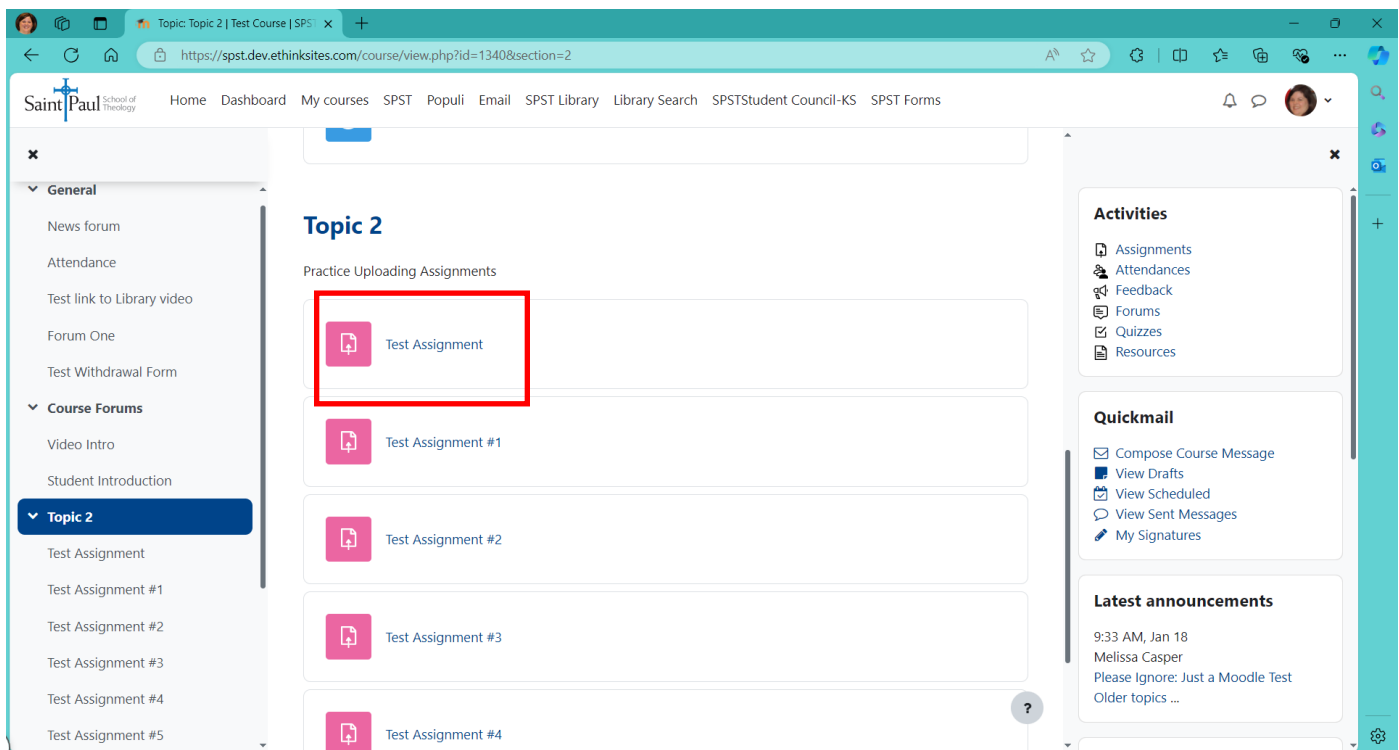 Topic: Topic 2 | Test Course | SPST
https://spst.dev.ethinksites.com/course/view.php?id=1340&section=2
Saint Paul School of Theology
Home Dashboard My courses SPST Populi Email SPST Library Library Search SPSTStudent Council-KS SPST Forms
General
News forum
Attendance
Test link to Library video
Forum One
Test Withdrawal Form
Course Forums
Video Intro
Student Introduction
Topic 2
Test Assignment
Test Assignment #1
Test Assignment #2
Test Assignment #3
Test Assignment #4
Test Assignment #5
Topic 2
Practice Uploading Assignments
Test Assignment
Test Assignment #1
Test Assignment #2
Test Assignment #3
Test Assignment #4
?
Activities
Assignments
Attendances
Feedback
Forums
Quizzes
Resources
Quickmail
Compose Course Message
View Drafts
View Scheduled
View Sent Messages
My Signatures
Latest announcements
9:33 AM, Jan 18
Melissa Casper
Please Ignore: Just a Moodle Test
Older topics ...